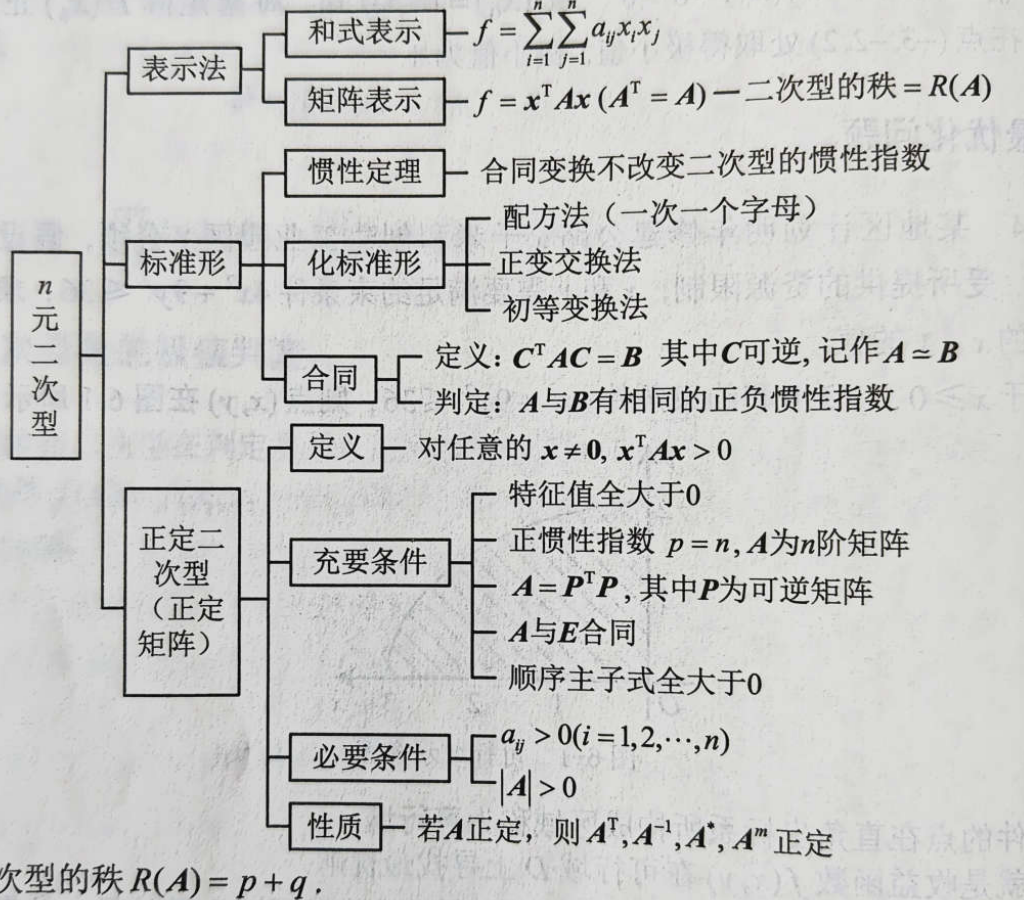 n元二次型
表示法
和式表示
f = \sum_{i=1}^{n}\sum_{j=1}^{n} a_{ij}x_ix_j
矩阵表示
f = x^T Ax (A^T = A) — 二次型的秩 = R(A)
标准形
惯性定理
合同变换不改变二次型的惯性指数
化标准形
配方法（一次一个字母）
正变交换法
初等变换法
合同
定义: C^T AC = B 其中C可逆, 记作 A ≃ B
判定: A与B有相同的正负惯性指数
正定二次型（正定矩阵）
定义
对任意的 x ≠ 0, x^T Ax > 0
充要条件
特征值全大于0
正惯性指数 p = n, A为n阶矩阵
A = P^T P, 其中P为可逆矩阵
A与E合同
顺序主子式全大于0
必要条件
a_{ij} > 0(i = 1,2,⋯,n)
|A| > 0
性质
若A正定, 则 A^T, A^{-1}, A^*, A^m 正定
次型的秩 R(A) = p + q .